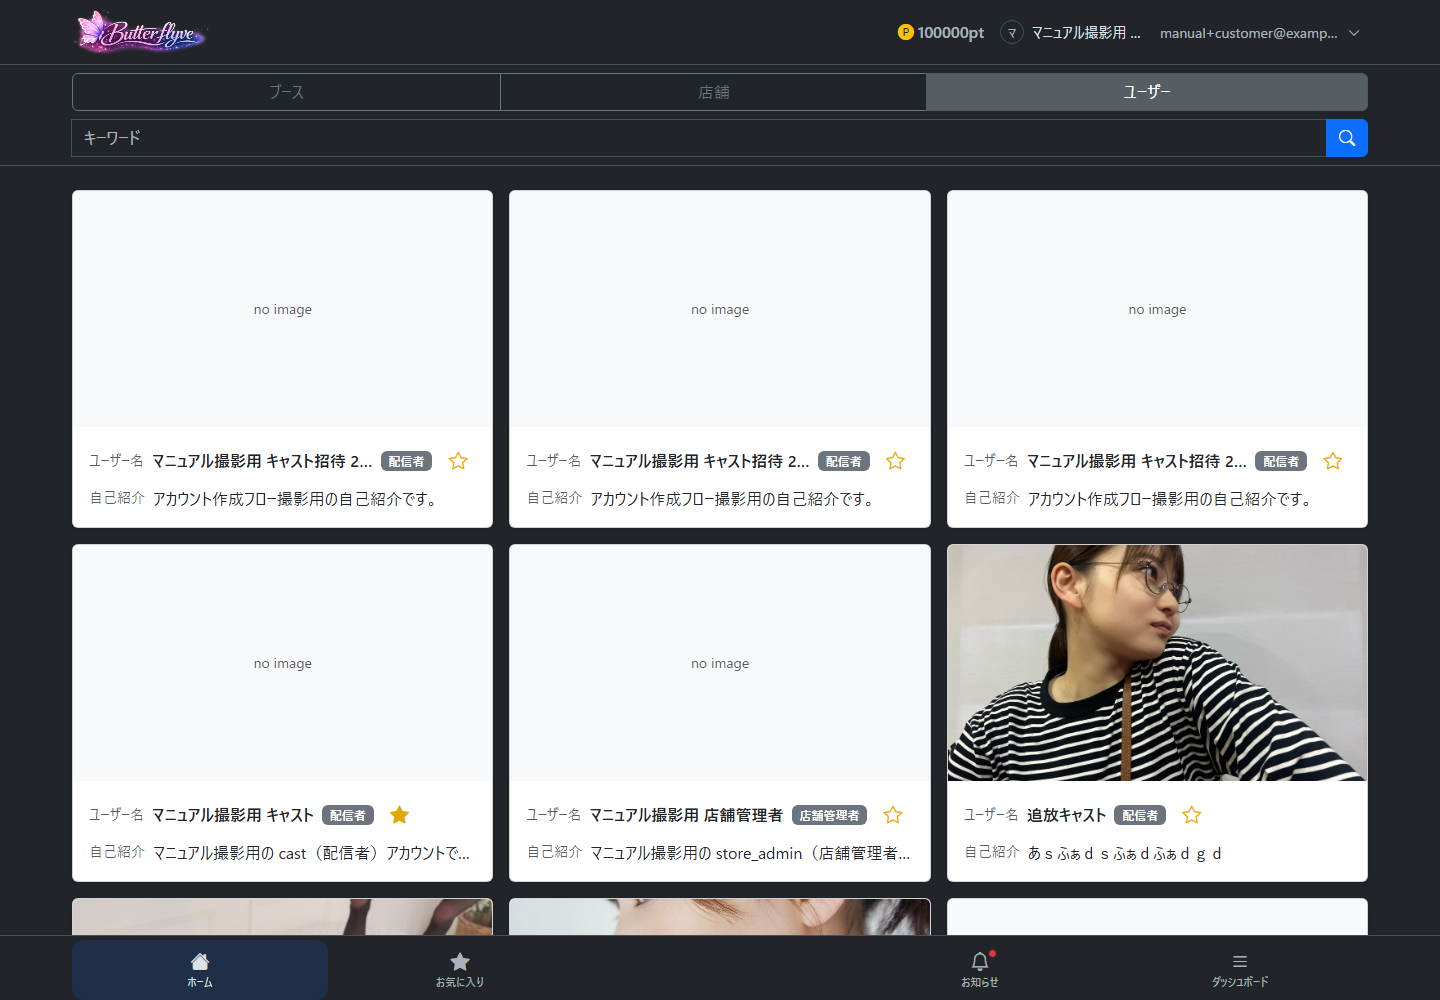 Butterflyve
P 100000pt
マ
マニュアル撮影用 ...
manual+customer@examp...
ブース
店舗
ユーザー
キーワード
no image
no image
no image
ユーザー名 マニュアル撮影用 キャスト招待 2... 配信者
自己紹介 アカウント作成フロー撮影用の自己紹介です。
ユーザー名 マニュアル撮影用 キャスト招待 2... 配信者
自己紹介 アカウント作成フロー撮影用の自己紹介です。
ユーザー名 マニュアル撮影用 キャスト招待 2... 配信者
自己紹介 アカウント作成フロー撮影用の自己紹介です。
no image
no image
ユーザー名 マニュアル撮影用 キャスト 配信者
自己紹介 マニュアル撮影用の cast（配信者）アカウントで...
ユーザー名 マニュアル撮影用 店舗管理者 店舗管理者
自己紹介 マニュアル撮影用の store_admin（店舗管理者...
ユーザー名 追放キャスト 配信者
自己紹介 あｓふぁｄｓふぁｄふぁｄｇｄ
ホーム
お気に入り
お知らせ
ダッシュボード